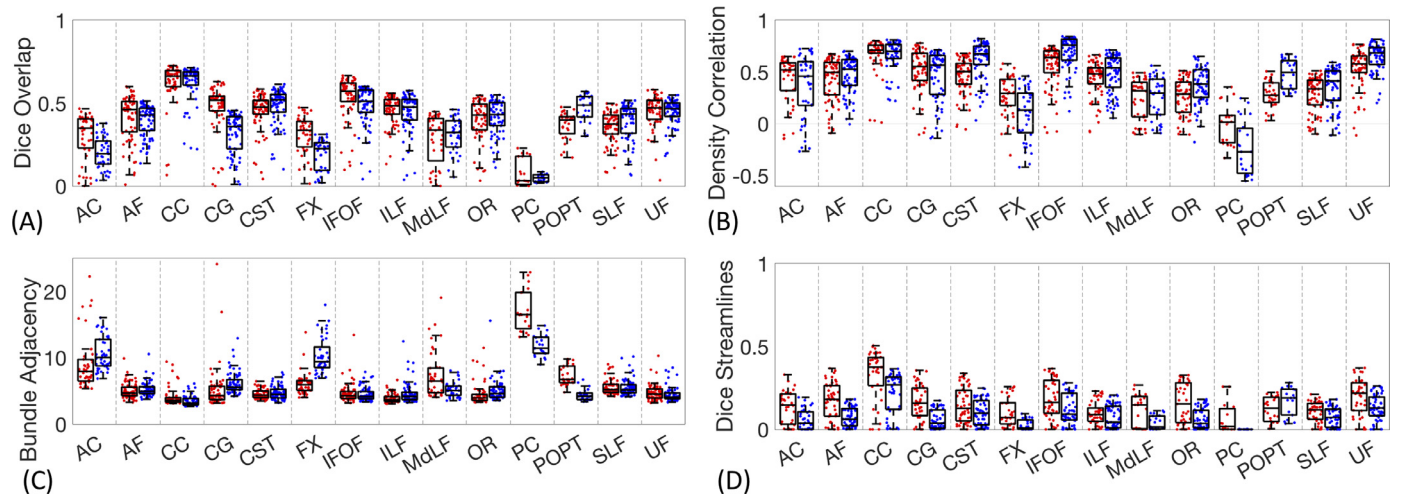 Dice Overlap
1
0.5
0
AC AF CC CG CST FX IFOF ILF MdLF OR PC POPT SLF UF
(A)
Density Correlation
1
0.5
0
-0.5
AC AF CC CG CST FX IFOF ILF MdLF OR PC POPT SLF UF
(B)
Bundle Adjacency
20
10
0
AC AF CC CG CST FX IFOF ILF MdLF OR PC POPT SLF UF
(C)
Dice Streamlines
1
0.5
0
AC AF CC CG CST FX IFOF ILF MdLF OR PC POPT SLF UF
(D)